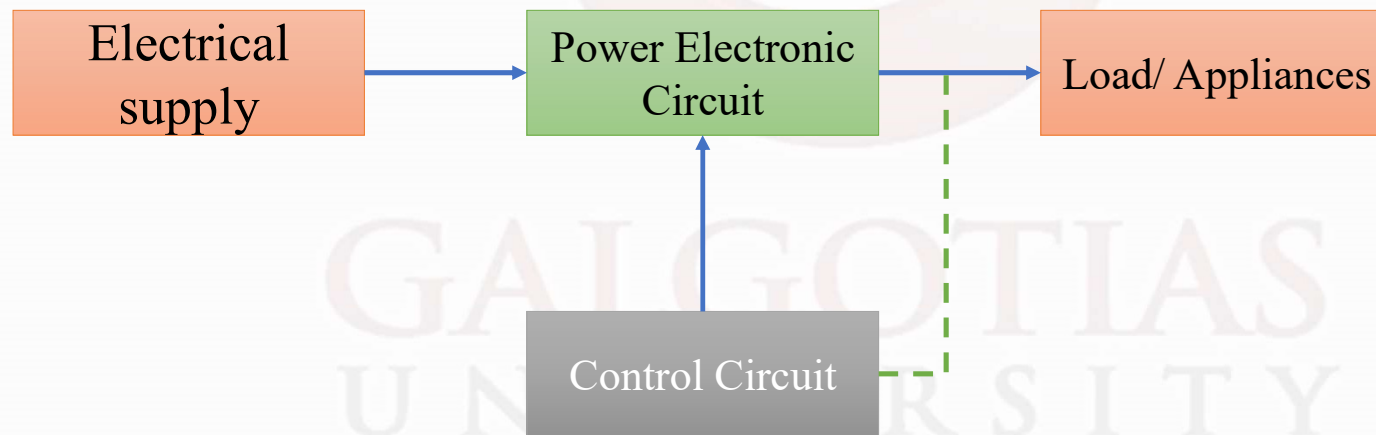 Electrical
supply
Power Electronic
Circuit
Load/ Appliances
Control Circuit
GALGOTIAS
UNIVERSITY